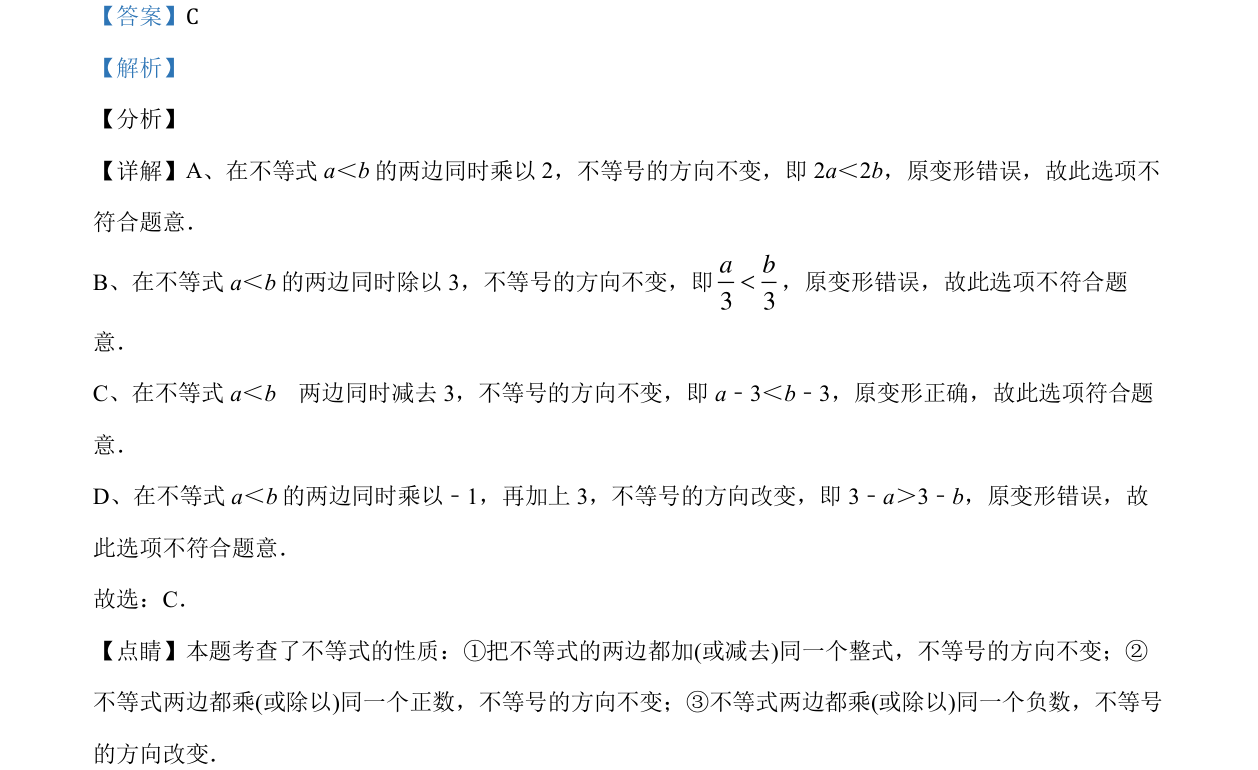 【答案】C
【解析】
【分析】
【详解】A、在不等式 a＜b 的两边同时乘以 2，不等号的方向不变，即 2a＜2b，原变形错误，故此选项不
符合题意．
B、在不等式 a＜b 的两边同时除以 3，不等号的方向不变，即 a/3 < b/3，原变形错误，故此选项不符合题
意．
C、在不等式 a＜b 两边同时减去 3，不等号的方向不变，即 a﹣3＜b﹣3，原变形正确，故此选项符合题
意．
D、在不等式 a＜b 的两边同时乘以﹣1，再加上 3，不等号的方向改变，即 3﹣a＞3﹣b，原变形错误，故
此选项不符合题意．
故选：C．
【点睛】本题考查了不等式的性质：①把不等式的两边都加(或减去)同一个整式，不等号的方向不变；②
不等式两边都乘(或除以)同一个正数，不等号的方向不变；③不等式两边都乘(或除以)同一个负数，不等号
的方向改变．